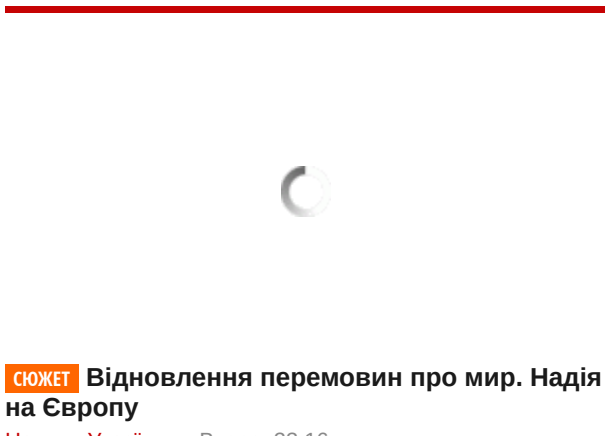 СЮЖЕТ Відновлення перемовин про мир. Надія
на Європу